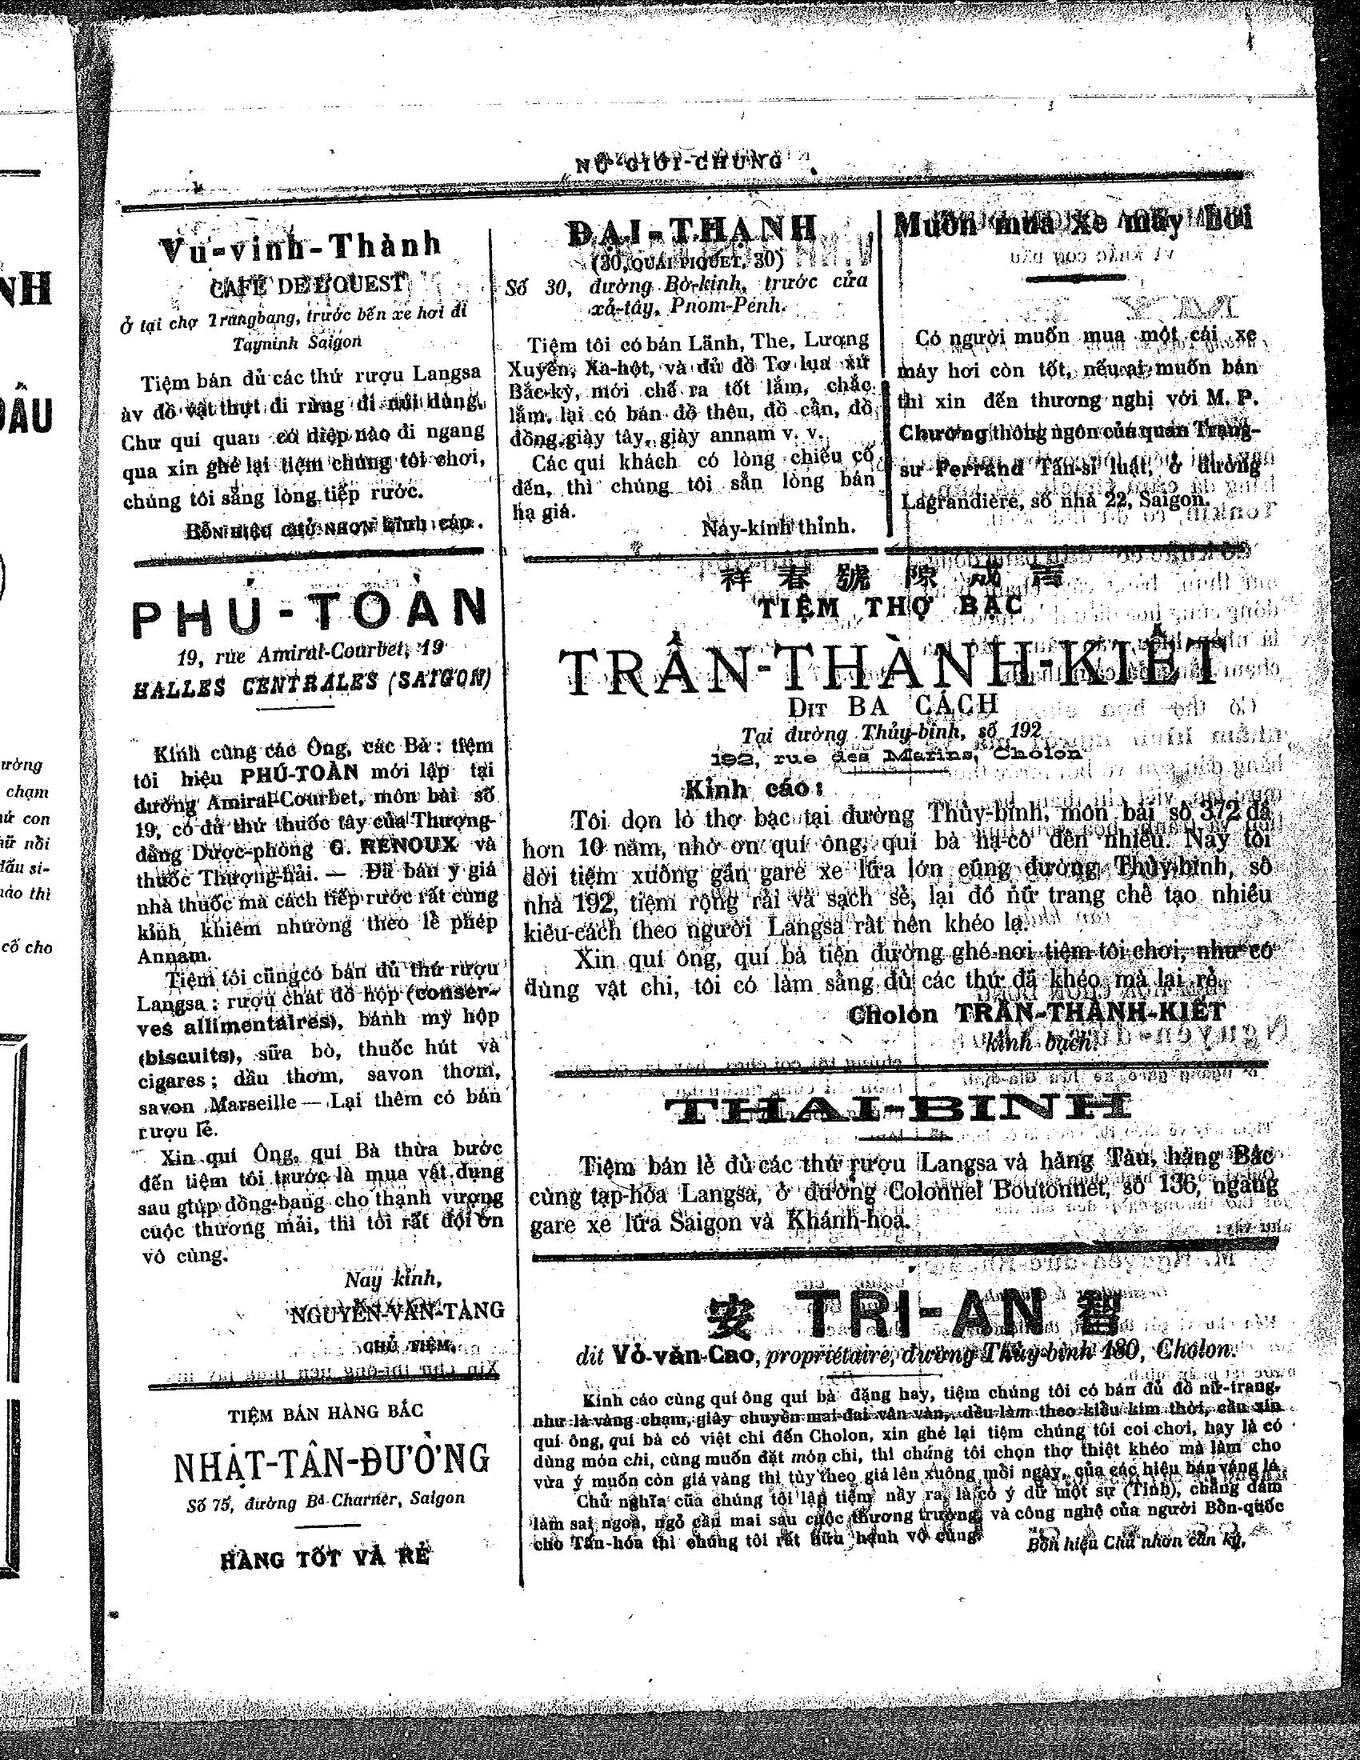 NỮ-GIỚI-CHUNG
Vu-vinh-Thành
CAFÉ DE L'OUEST
Ở tại chợ Trangbang, trước bến xe hơi đi
Tayninh Saigon
Tiệm bán đủ các thứ rượu Langsa
àv đồ vật thực đi rừng đi núi dùng,
Chư quí quan có diệp nào đi ngang
qua xin ghé lại tiệm chúng tôi chơi,
chúng tôi sẵng lòng tiếp rước.
BỔN HIỆU CHỦ NHƠN kính cáo.
PHÚ-TOÀN
19, rue Amiral-Courbet, 19
HALLES CENTRALES (SAIGON)
Kính cùng các Ông, các Bà: tiệm
tôi hiệu PHÚ-TOÀN mới lập tại
đường Amiral-Courbet, môn bài số
19, có đủ thứ thuốc tây của Thượng-
đẳng Dược-phòng G. RENOUX và
thuốc Thượng-hải. — Đã bán y giá
nhà thuốc mà cách tiếp rước rất cung
kỉnh khiêm nhường theo lễ phép
Annam.
Tiệm tôi cũng có bán đủ thứ rượu
Langsa; rượu chát đồ hộp (conser-
ves allimentaires), bánh mỳ hộp
(biscuits), sữa bò, thuốc hút và
cigares; dầu thơm, savon thơm,
savon Marseille — Lại thêm có bán
rượu lẻ.
Xin quí Ông, quí Bà thừa bước
đến tiệm tôi trước là mua vật dụng
sau giúp đồng-bang cho thạnh vượng
cuộc thương mãi, thì tôi rất đội ơn
vô cùng.
Nay kỉnh,
NGUYỄN-VĂN-TẢNG
CHỦ TIỆM,
TIỆM BÁN HÀNG BẮC
NHẬT-TÂN-ĐƯỜNG
Số 75, đường Bd Charner, Saigon
HÀNG TỐT VÀ RẺ
ĐẠI-THẠNH
(30, QUAI PIQUET, 30)
Số 30, đường Bờ-kinh, trước cửa
xả-tây, Pnom-Penh.
Tiệm tôi có bán Lãnh, The, Lượng
Xuyến, Xa-hột, và đủ đồ Tơ lụa xứ
Bắc-kỳ, mới chế ra tốt lắm, chắc
lắm, lại có bán đồ thêu, đồ cẩn, đồ
đồng, giày tây, giày annam v. v.
Các quí khách có lòng chiếu cố
đến, thì chúng tôi sẵn lòng bán
hạ giá.
Nảy-kính thỉnh.
Muốn mua xe máy hơi
Có người muốn mua một cái xe
máy hơi còn tốt, nếu ai muốn bán
thì xin đến thương nghị với M. P.
Chương thông ngôn của quan Trạng-
sư Ferrand Tấn-sĩ luật, ở đường
Lagrandière, số nhà 22, Saigon.
祥春號陳成
TIỆM THỢ BẠC
TRẦN-THÀNH-KIẾT
DIT BA CÁCH
Tại đường Thủy-binh, số 192
192, rue des Marins, Cholon
Kỉnh cáo:
Tôi dọn lò thợ bạc tại đường Thủy-binh, môn bài số 372 đã
hơn 10 năm, nhờ ơn quí ông, quí bà hạ-cố đến nhiều. Nay tôi
dời tiệm xuống gần gare xe lửa lớn cũng đường Thủy-binh, số
nhà 192, tiệm rộng rải và sạch sẽ, lại đồ nữ trang chế tạo nhiều
kiểu-cách theo người Langsa rất nên khéo lạ.
Xin quí ông, quí bà tiện đường ghé nơi tiệm tôi chơi, như có
dùng vật chi, tôi có làm sẳng đủ các thứ đã khéo mà lại rẻ.
Cholon TRẦN-THÀNH-KIẾT
kính bạch.
THAI-BINH
Tiệm bán lẻ đủ các thứ rượu Langsa và hàng Tàu, hàng Bắc
cùng tạp-hóa Langsa, ở đường Colonnel Boutonnet, số 136, ngang
gare xe lửa Saigon và Khánh-hoạ.
安 TRÍ-AN 智
dit Võ-văn-Cao, propriétaire, đường Thủy-binh 180, Cholon.
Kính cáo cùng quí ông quí bà đặng hay, tiệm chúng tôi có bán đủ đồ nữ-trang,
như là vàng chạm, giây chuyền mai-đai vân vân, đều làm theo kiểu kim thời, cầu xin
quí ông, quí bà có việt chi đến Cholon, xin ghé lại tiệm chúng tôi coi chơi, hay là có
dùng món chi, cùng muốn đặt món chi, thì chúng tôi chọn thợ thiệt khéo mà làm cho
vừa ý muốn còn giá vàng thì tùy theo giá lên xuống mỗi ngày, của các hiệu bán vàng lá
Chủ nghĩa của chúng tôi lập tiệm nầy ra, là có ý dữ một sự (Tính), chẳng dám
làm sai ngoa, ngỏ cầu mai sau cuộc thương trường, và công nghệ của người Bồn-quốc
cho Tấn-hóa thì chúng tôi rất hữu hạnh vô cùng
Bổn hiệu Chủ nhơn cẩn ký,